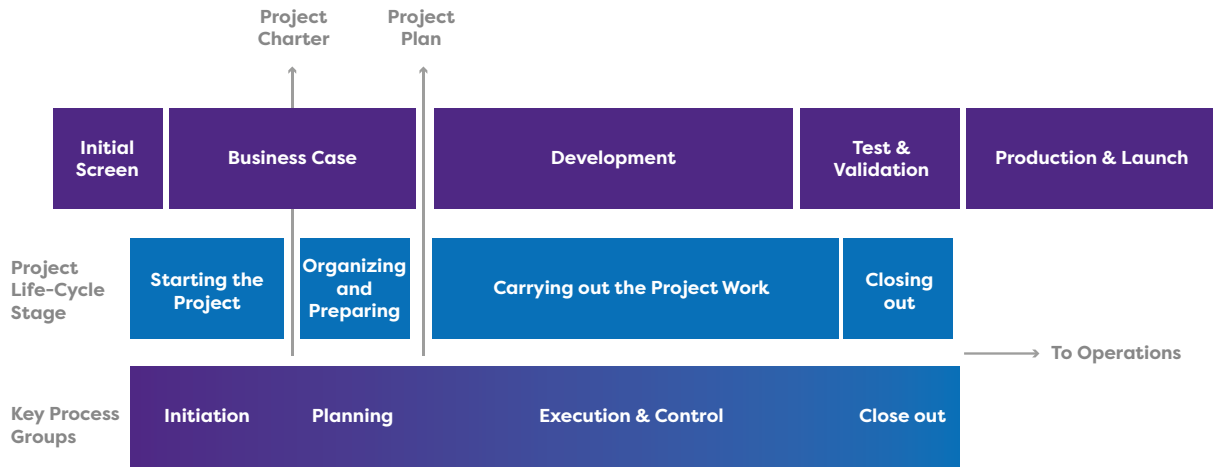 Project
Charter
Project
Plan
Initial
Screen
Business Case
Development
Test &
Validation
Production & Launch
Project
Life-Cycle
Stage
Starting the
Project
Organizing
and
Preparing
Carrying out the Project Work
Closing
out
To Operations
Key Process
Groups
Initiation
Planning
Execution & Control
Close out